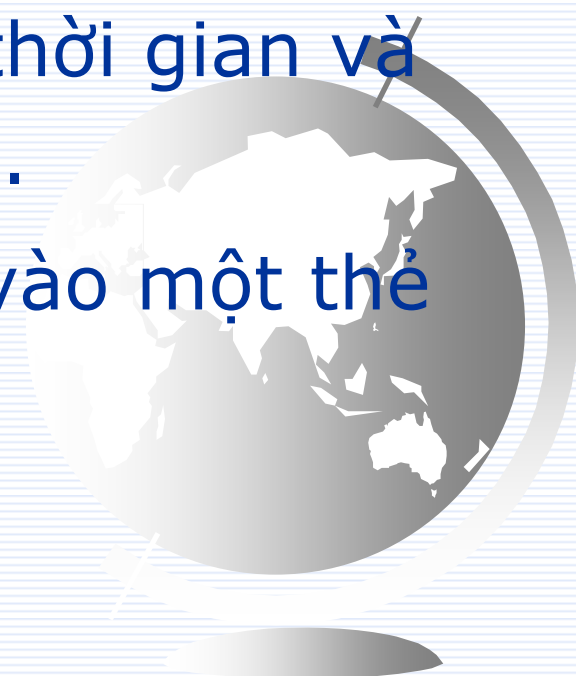 thời gian và
.
vào một thẻ